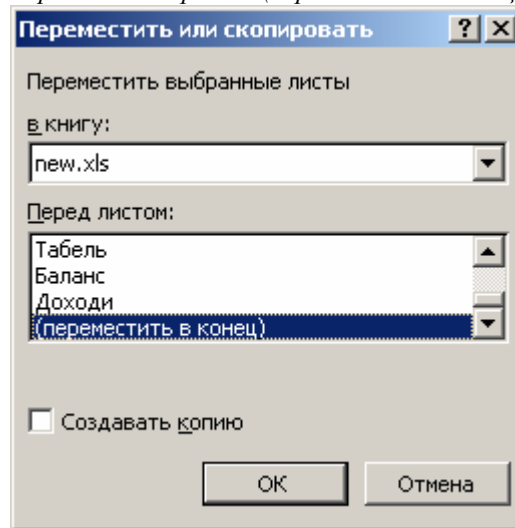 Переместить или скопировать
Переместить выбранные листы
в книгу:
new.xls
Перед листом:
Табель
Баланс
Доходи
(переместить в конец)
Создавать копию
ОК
Отмена